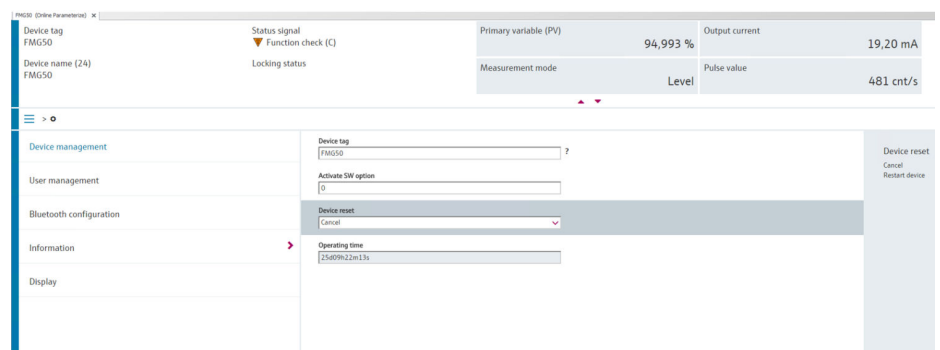 FMG50 (Online Parameterize) ×
Device tag
FMG50
Status signal
Function check (C)
Primary variable (PV)
94,993 %
Output current
19,20 mA
Device name (24)
FMG50
Locking status
Measurement mode
Level
Pulse value
481 cnt/s
>
Device management
User management
Bluetooth configuration
Information
Display
Device tag
FMG50
?
Activate SW option
0
Device reset
Cancel
Operating time
25d09h22m13s
Device reset
Cancel
Restart device